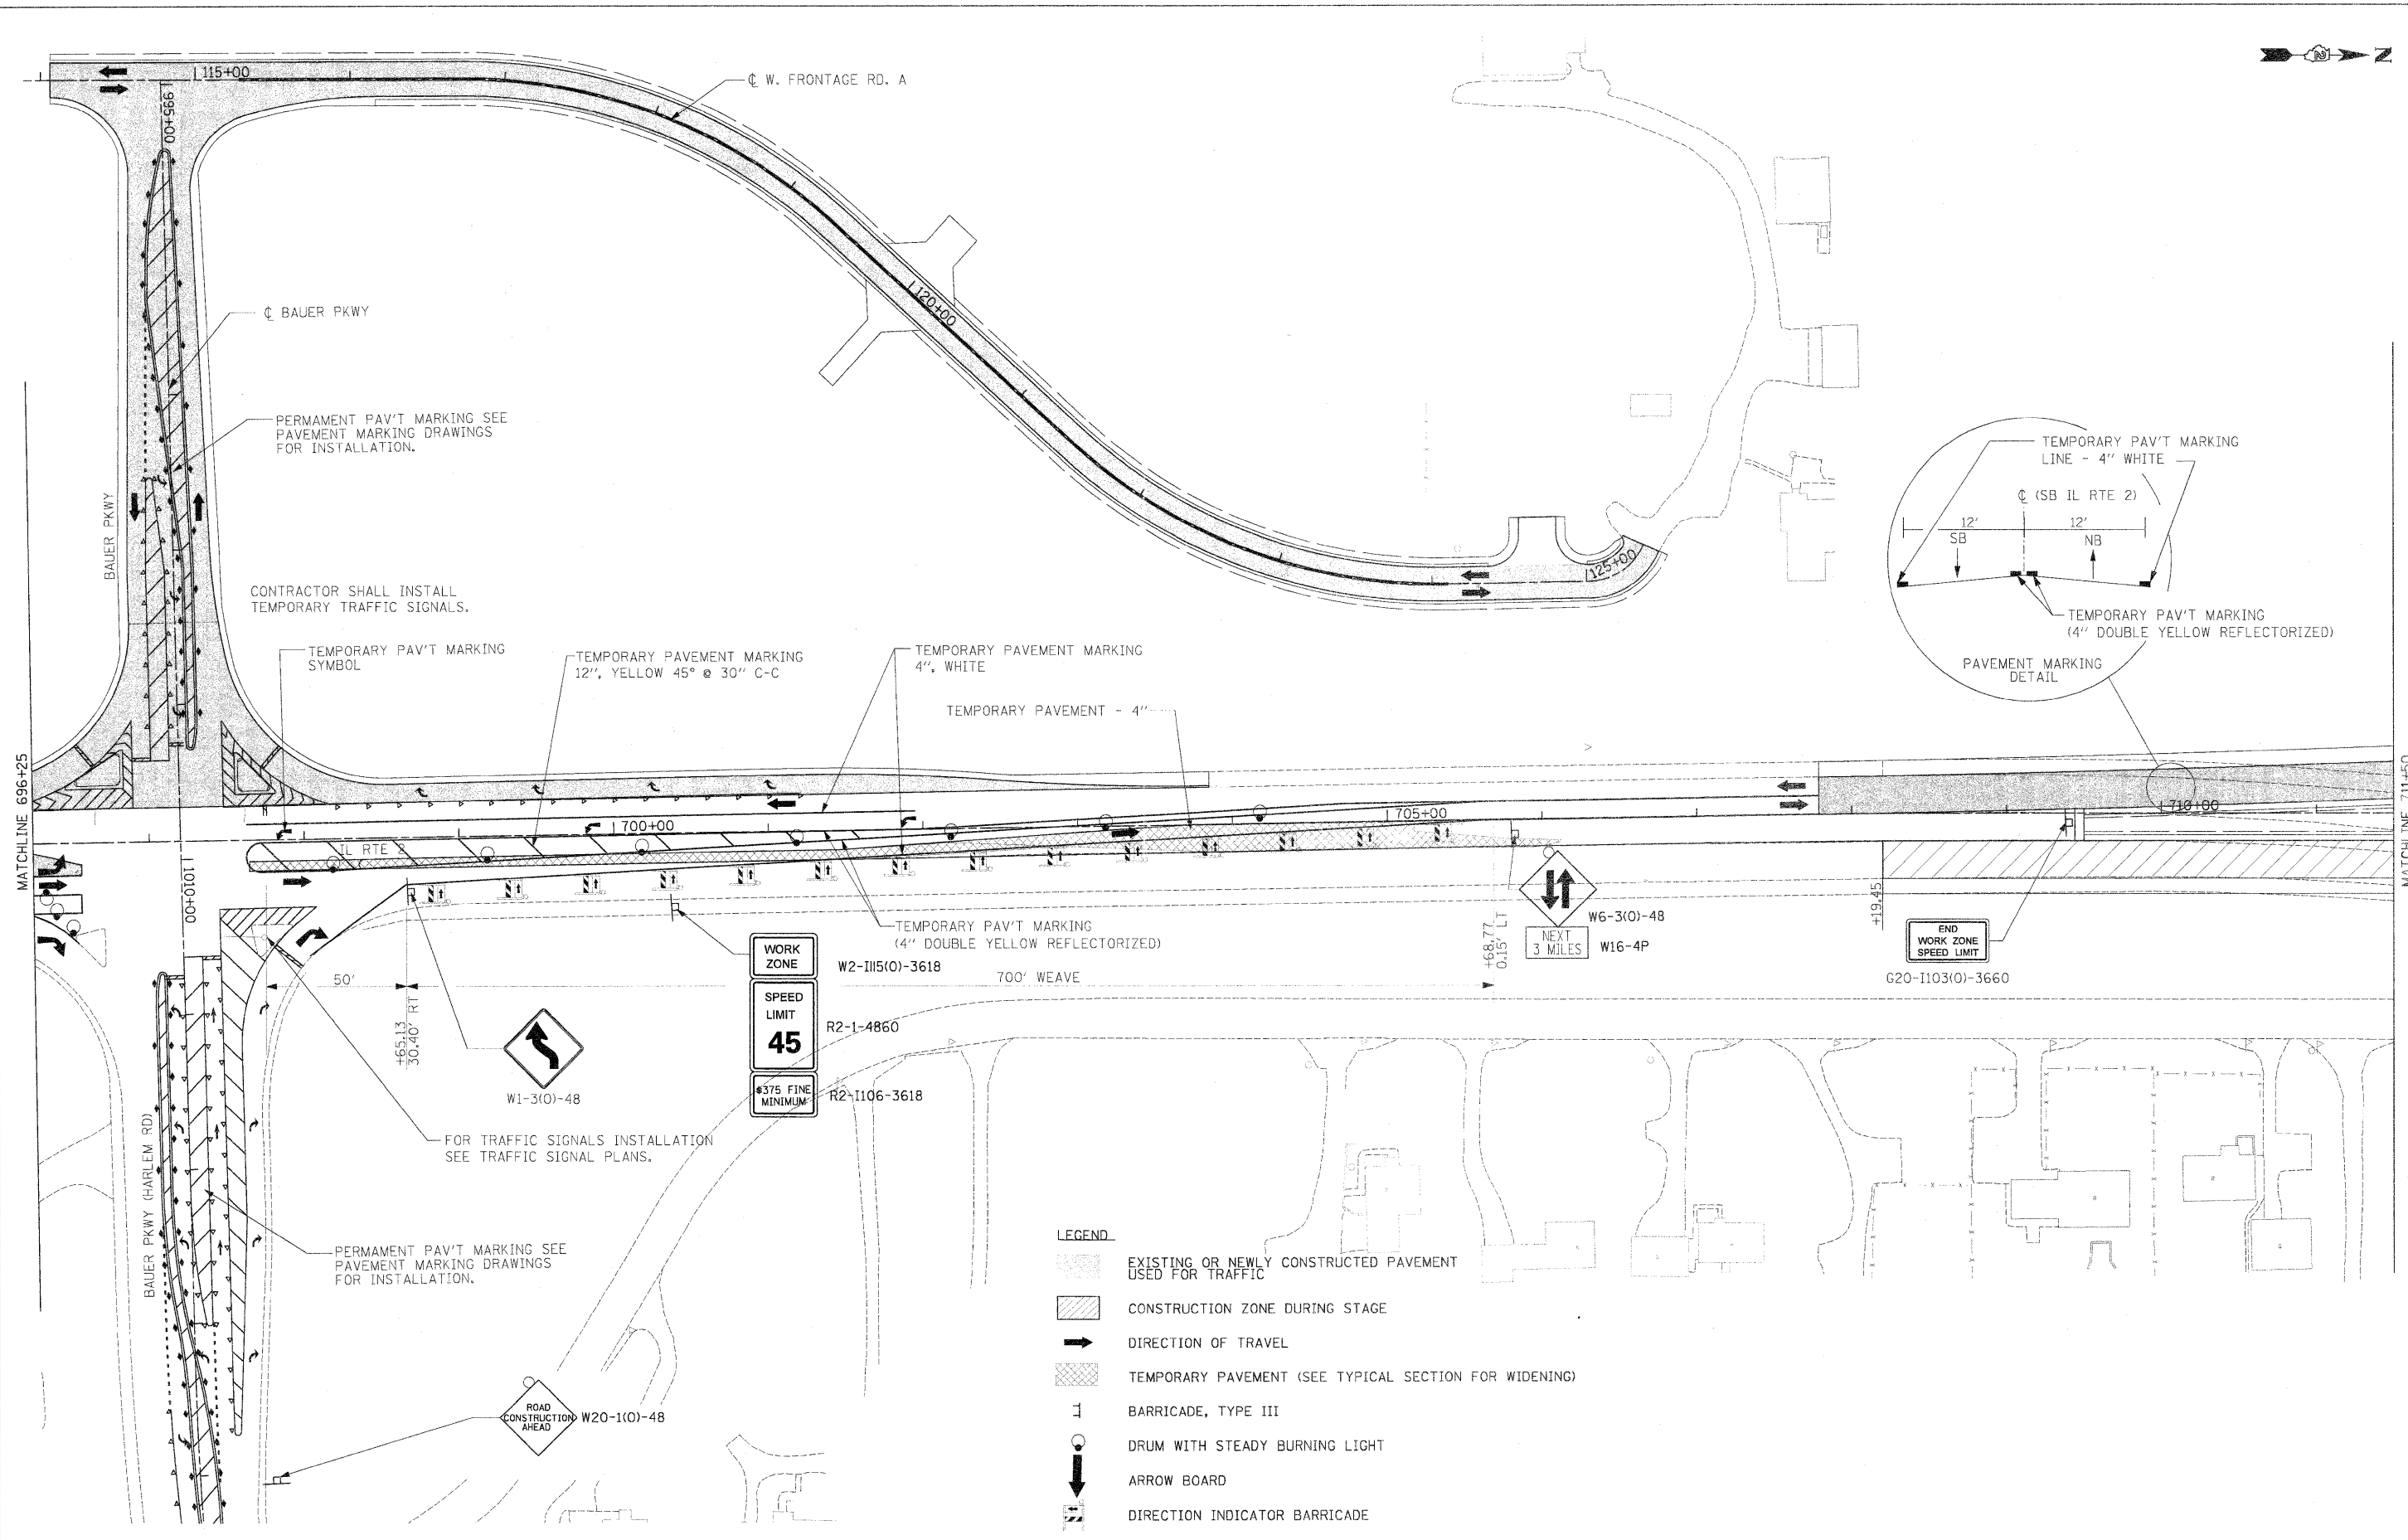 N
115+00
995+00
℄ W. FRONTAGE RD. A
120+00
125+00
℄ BAUER PKWY
PERMAMENT PAV'T MARKING SEE
PAVEMENT MARKING DRAWINGS
FOR INSTALLATION.
BAUER PKWY
CONTRACTOR SHALL INSTALL
TEMPORARY TRAFFIC SIGNALS.
TEMPORARY PAV'T MARKING
SYMBOL
TEMPORARY PAVEMENT MARKING
12", YELLOW 45° @ 30" C-C
TEMPORARY PAVEMENT MARKING
4", WHITE
TEMPORARY PAVEMENT - 4"
TEMPORARY PAV'T MARKING
LINE - 4" WHITE
℄ (SB IL RTE 2)
12'
12'
SB
NB
TEMPORARY PAV'T MARKING
(4" DOUBLE YELLOW REFLECTORIZED)
PAVEMENT MARKING
DETAIL
MATCHLINE 696+25
MATCHLINE 711+50
IL RTE 2
700+00
705+00
710+00
1010+00
TEMPORARY PAV'T MARKING
(4" DOUBLE YELLOW REFLECTORIZED)
50'
700' WEAVE
+65.13
30.40' RT
+68.77
0.15' LT
+19.45
W1-3(O)-48
WORK
ZONE
W2-I115(O)-3618
SPEED
LIMIT
45
R2-1-4860
$375 FINE
MINIMUM
R2-I106-3618
W6-3(O)-48
NEXT
3 MILES
W16-4P
END
WORK ZONE
SPEED LIMIT
G20-I103(O)-3660
FOR TRAFFIC SIGNALS INSTALLATION
SEE TRAFFIC SIGNAL PLANS.
BAUER PKWY (HARLEM RD)
PERMAMENT PAV'T MARKING SEE
PAVEMENT MARKING DRAWINGS
FOR INSTALLATION.
ROAD
CONSTRUCTION
AHEAD
W20-1(O)-48
LEGEND
EXISTING OR NEWLY CONSTRUCTED PAVEMENT
USED FOR TRAFFIC
CONSTRUCTION ZONE DURING STAGE
DIRECTION OF TRAVEL
TEMPORARY PAVEMENT (SEE TYPICAL SECTION FOR WIDENING)
BARRICADE, TYPE III
DRUM WITH STEADY BURNING LIGHT
ARROW BOARD
DIRECTION INDICATOR BARRICADE